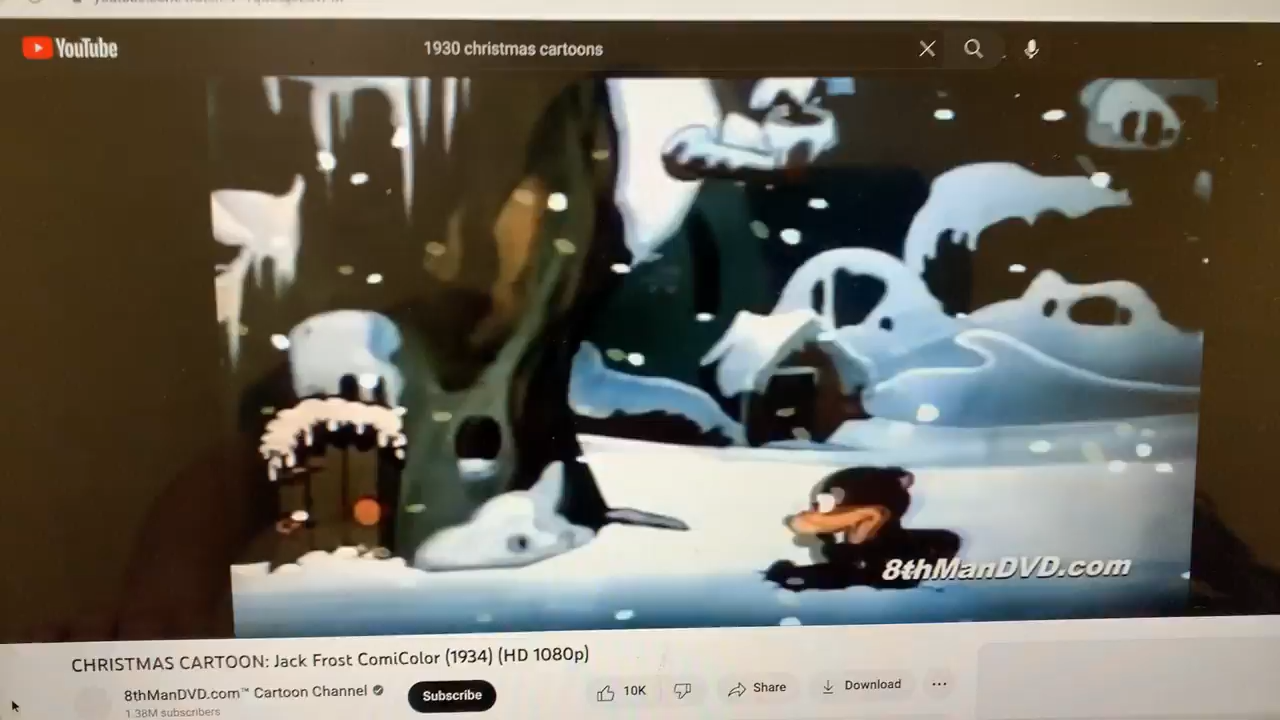 YouTube
1930 christmas cartoons
8thManDVD.com
CHRISTMAS CARTOON: Jack Frost ComiColor (1934) (HD 1080p)
8thManDVD.com™ Cartoon Channel
1.38M subscribers
Subscribe
10K
Share
Download